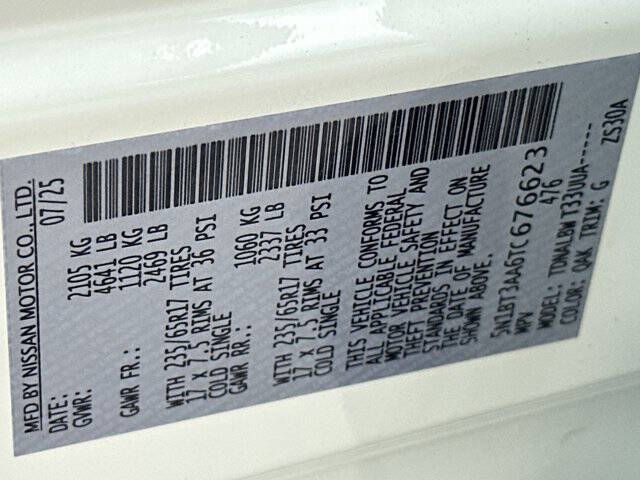 MFD BY NISSAN MOTOR CO., LTD.
DATE: 07/25
GVWR: 2105 KG
4641 LB
GAWR FR.: 1120 KG
2469 LB
WITH 235/65R17 TIRES
17 X 7.5 RIMS AT 36 PSI
COLD SINGLE
GAWR RR.: 1060 KG
2337 LB
WITH 235/65R17 TIRES
17 X 7.5 RIMS AT 33 PSI
COLD SINGLE
THIS VEHICLE CONFORMS TO
ALL APPLICABLE FEDERAL
MOTOR VEHICLE SAFETY AND
THEFT PREVENTION
STANDARDS IN EFFECT ON
THE DATE OF MANUFACTURE
SHOWN ABOVE.
5N1BT3AA6TC676623
MPV 476
MODEL: TDNALBW T33UUA-----
COLOR: QAK TRIM: G ZS30A